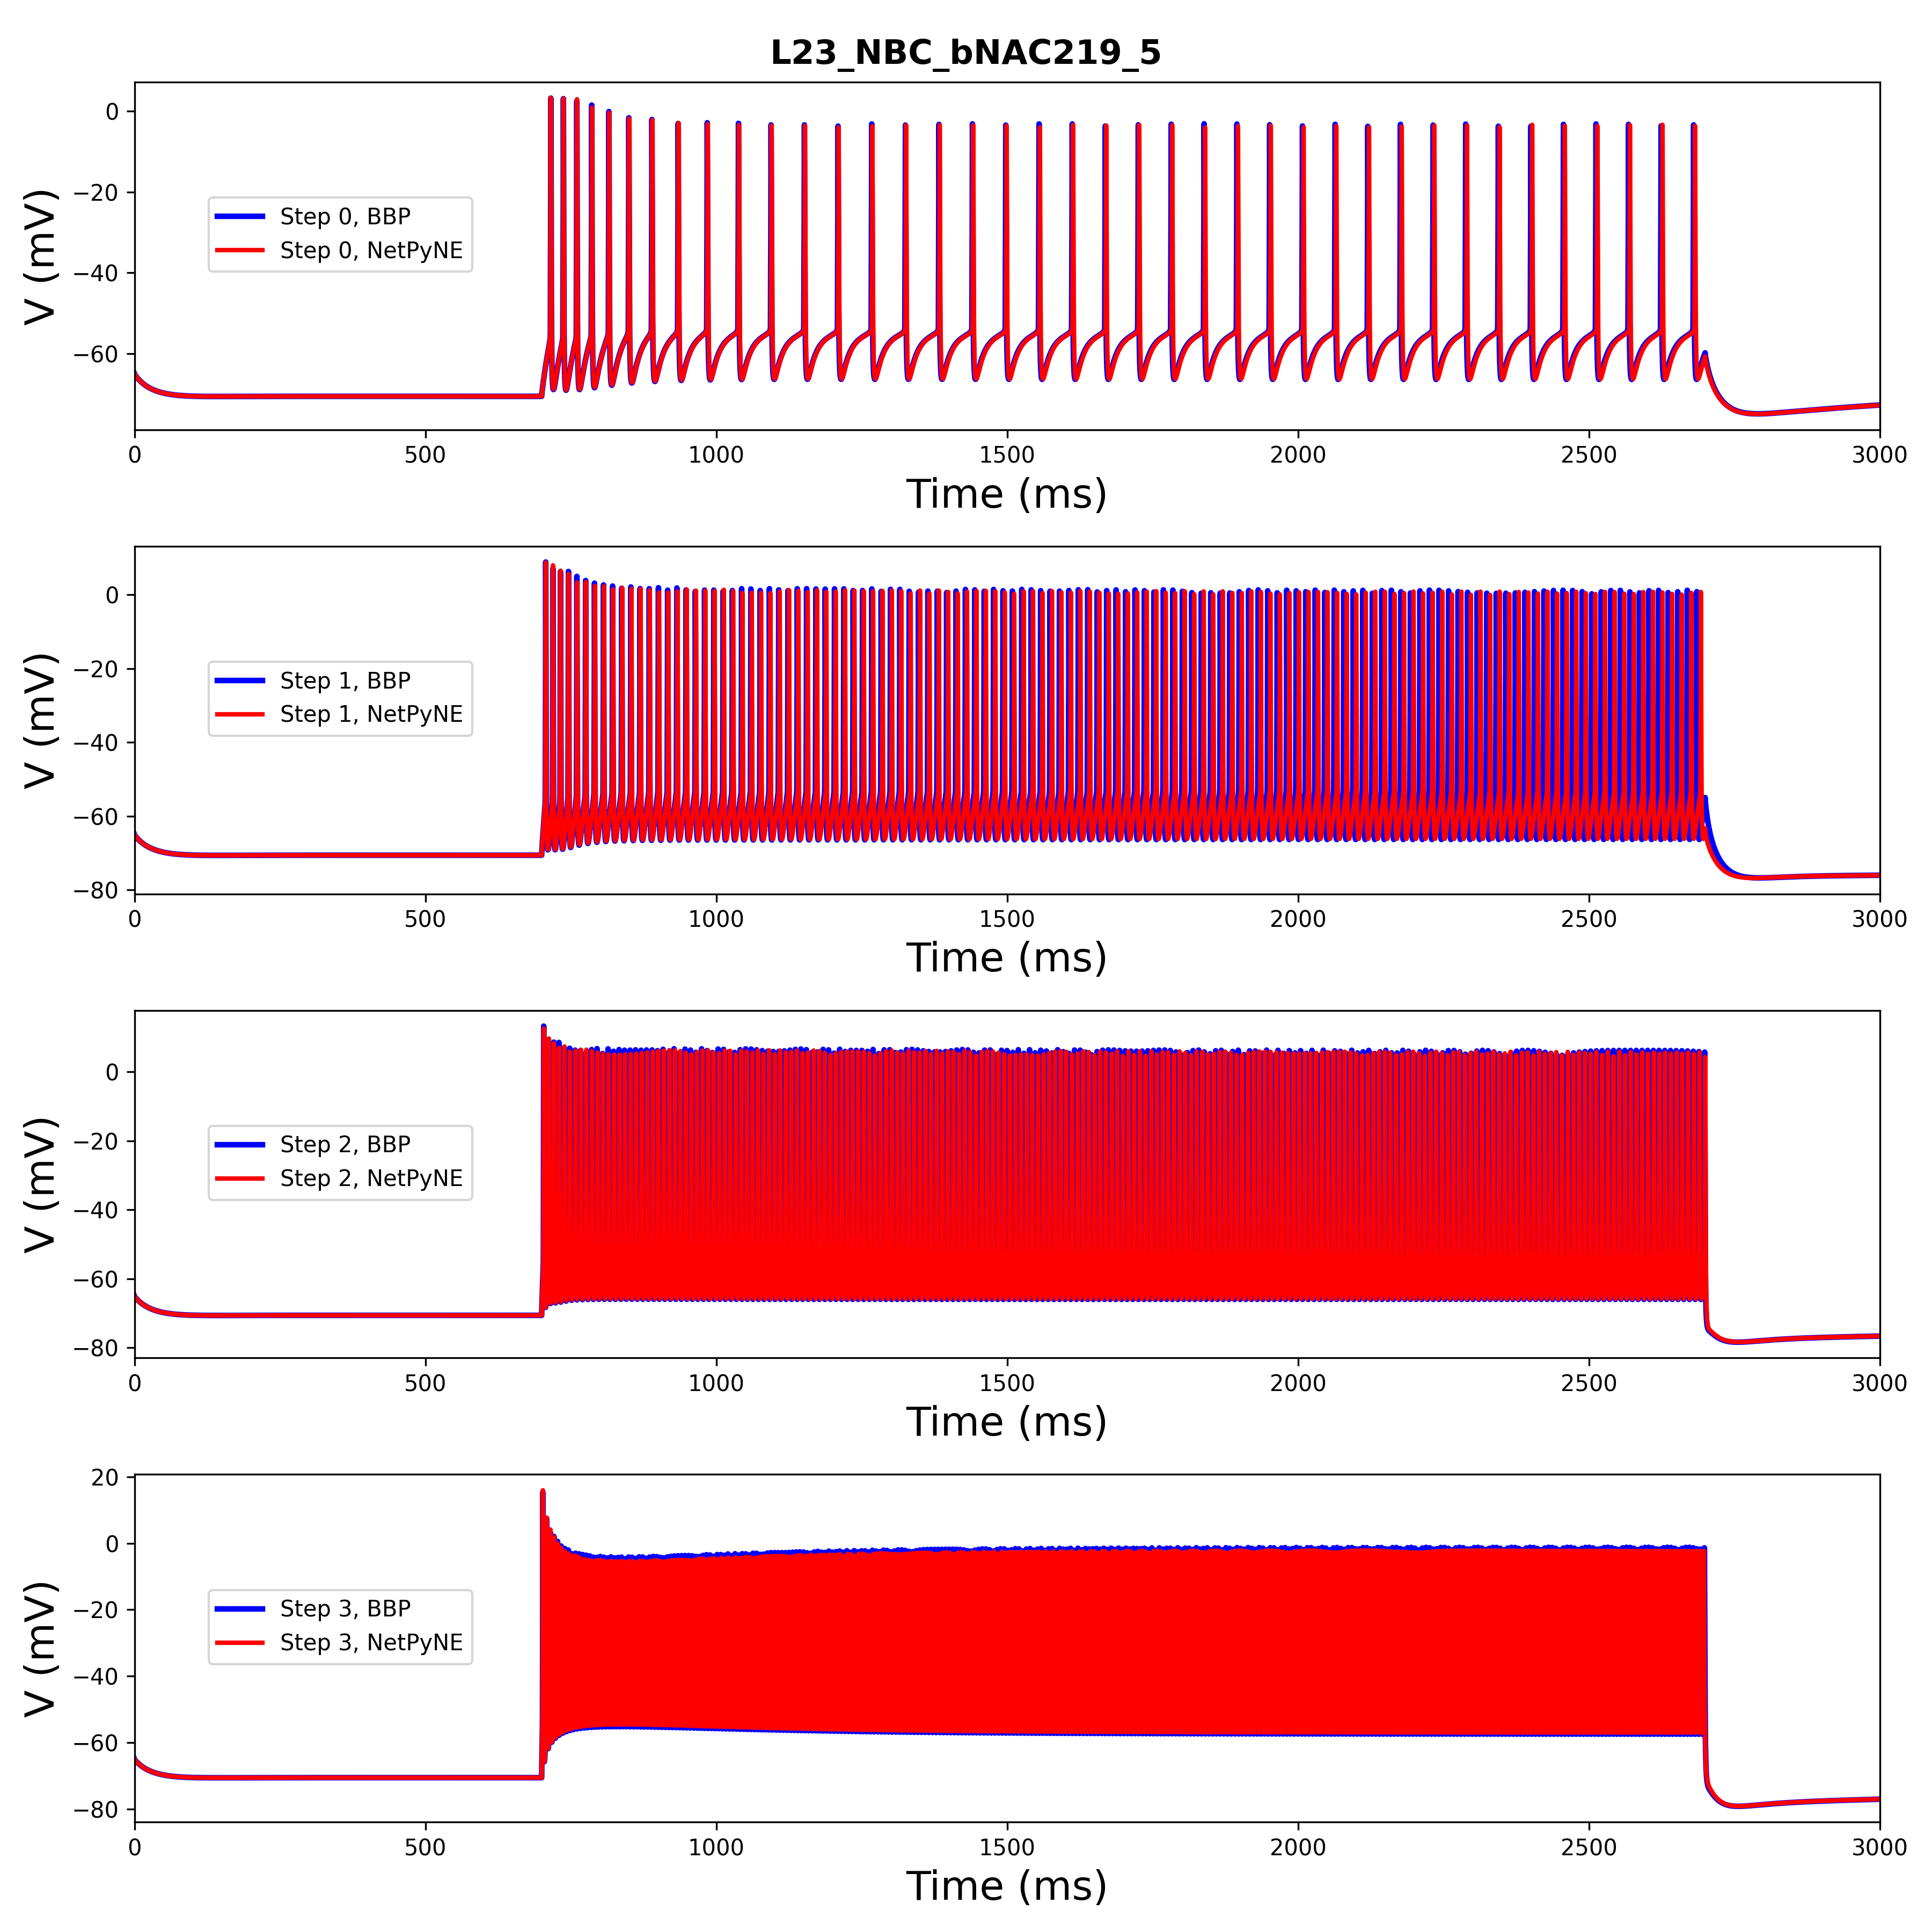 L23_NBC_bNAC219_5
0
−20
−40
−60
V (mV)
Step 0, BBP
Step 0, NetPyNE
0 500 1000 1500 2000 2500 3000
Time (ms)
0
−20
−40
−60
−80
V (mV)
Step 1, BBP
Step 1, NetPyNE
0 500 1000 1500 2000 2500 3000
Time (ms)
0
−20
−40
−60
−80
V (mV)
Step 2, BBP
Step 2, NetPyNE
0 500 1000 1500 2000 2500 3000
Time (ms)
20
0
−20
−40
−60
−80
V (mV)
Step 3, BBP
Step 3, NetPyNE
0 500 1000 1500 2000 2500 3000
Time (ms)